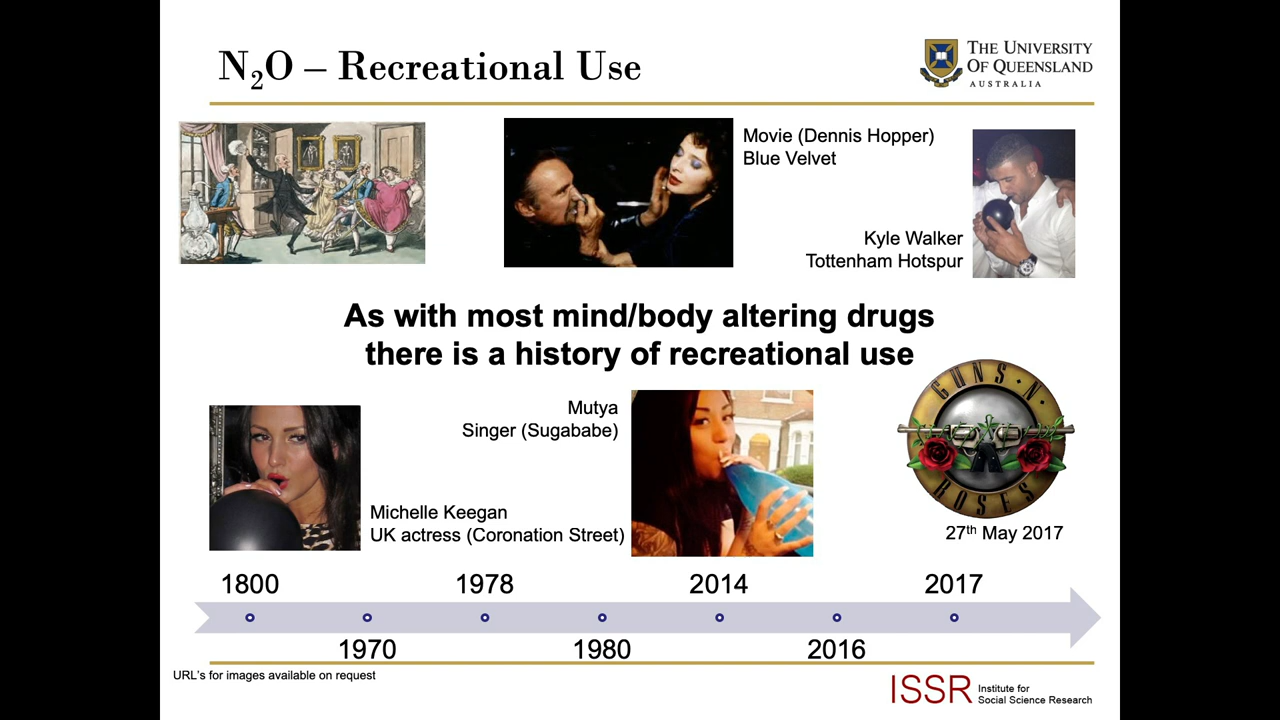 N₂O – Recreational Use
THE UNIVERSITY
OF QUEENSLAND
AUSTRALIA
Movie (Dennis Hopper)
Blue Velvet
Kyle Walker
Tottenham Hotspur
As with most mind/body altering drugs
there is a history of recreational use
Mutya
Singer (Sugababe)
GUNS N'
ROSES
Michelle Keegan
UK actress (Coronation Street)
27th May 2017
1800
1978
2014
2017
1970
1980
2016
URL's for images available on request
ISSR
Institute for
Social Science Research